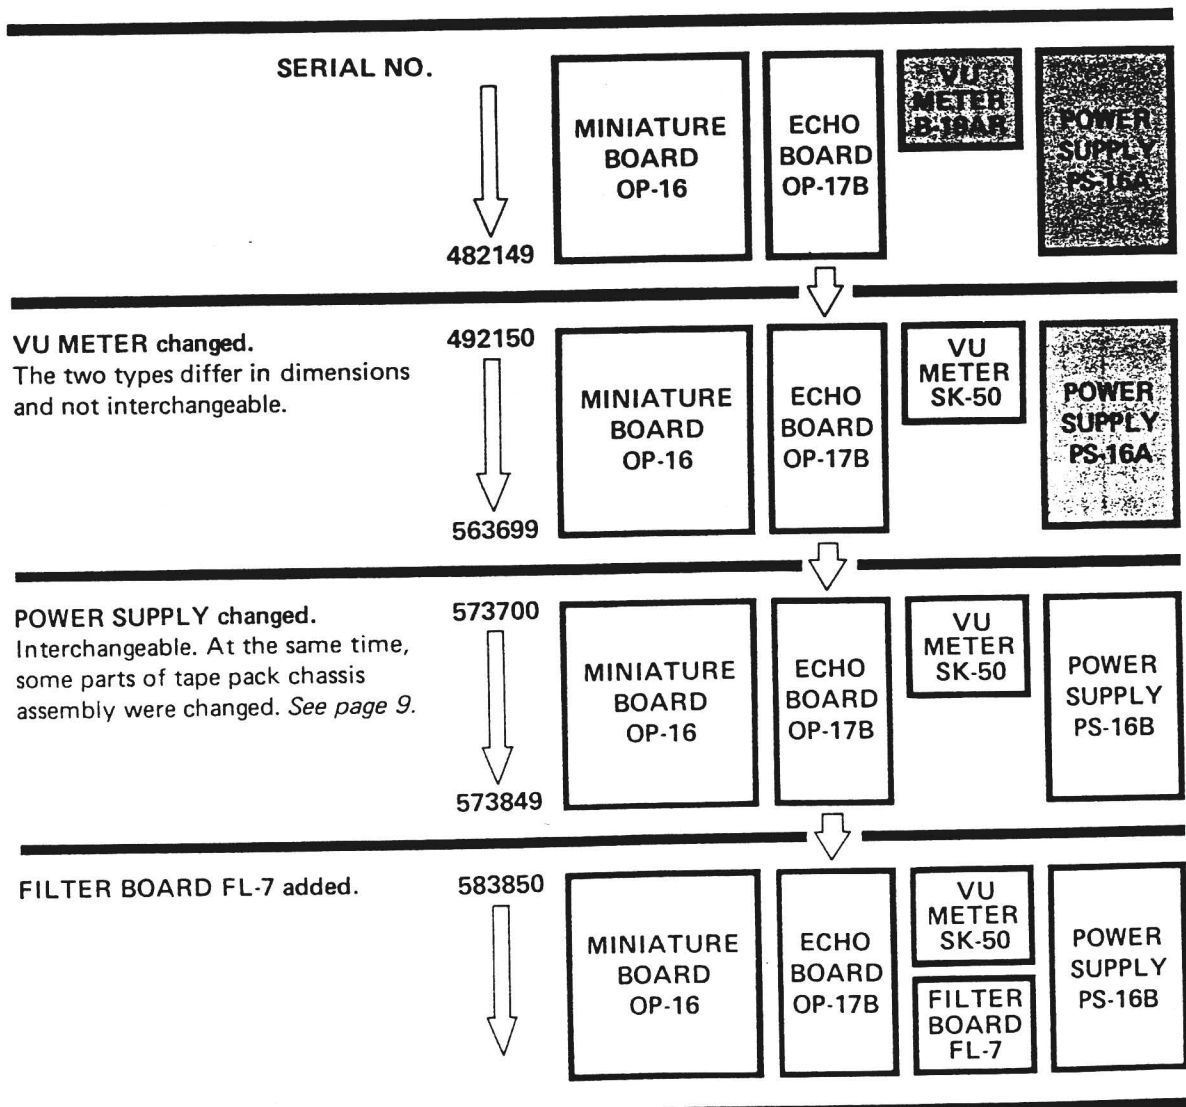 SERIAL NO.
MINIATURE
BOARD
OP-16
ECHO
BOARD
OP-17B
VU
METER
B-19AR
POWER
SUPPLY
PS-16A
482149
VU METER changed.
The two types differ in dimensions
and not interchangeable.
492150
MINIATURE
BOARD
OP-16
ECHO
BOARD
OP-17B
VU
METER
SK-50
POWER
SUPPLY
PS-16A
563699
POWER SUPPLY changed.
Interchangeable. At the same time,
some parts of tape pack chassis
assembly were changed. See page 9.
573700
MINIATURE
BOARD
OP-16
ECHO
BOARD
OP-17B
VU
METER
SK-50
POWER
SUPPLY
PS-16B
573849
FILTER BOARD FL-7 added.
583850
MINIATURE
BOARD
OP-16
ECHO
BOARD
OP-17B
VU
METER
SK-50
FILTER
BOARD
FL-7
POWER
SUPPLY
PS-16B